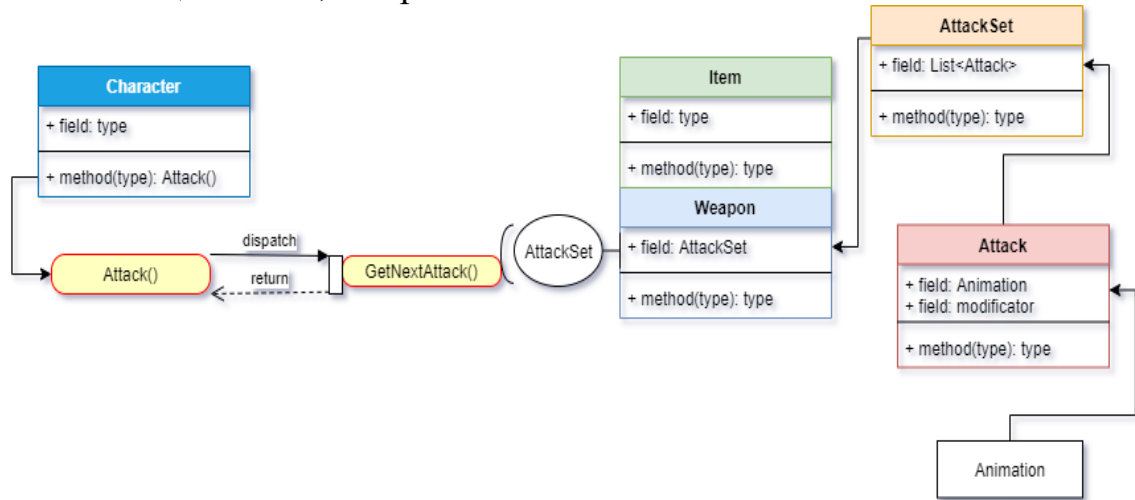 Character
+ field: type
+ method(type): Attack()
Attack()
dispatch
return
GetNextAttack()
AttackSet
Item
+ field: type
+ method(type): type
Weapon
+ field: AttackSet
+ method(type): type
AttackSet
+ field: List<Attack>
+ method(type): type
Attack
+ field: Animation
+ field: modificator
+ method(type): type
Animation